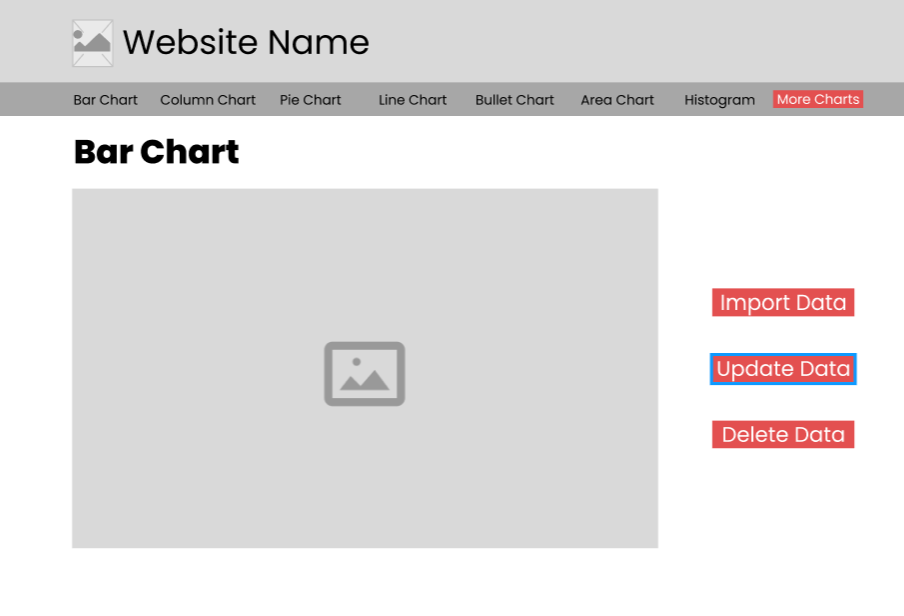 Website Name
Bar Chart Column Chart Pie Chart Line Chart Bullet Chart Area Chart Histogram More Charts
Bar Chart
Import Data
Update Data
Delete Data